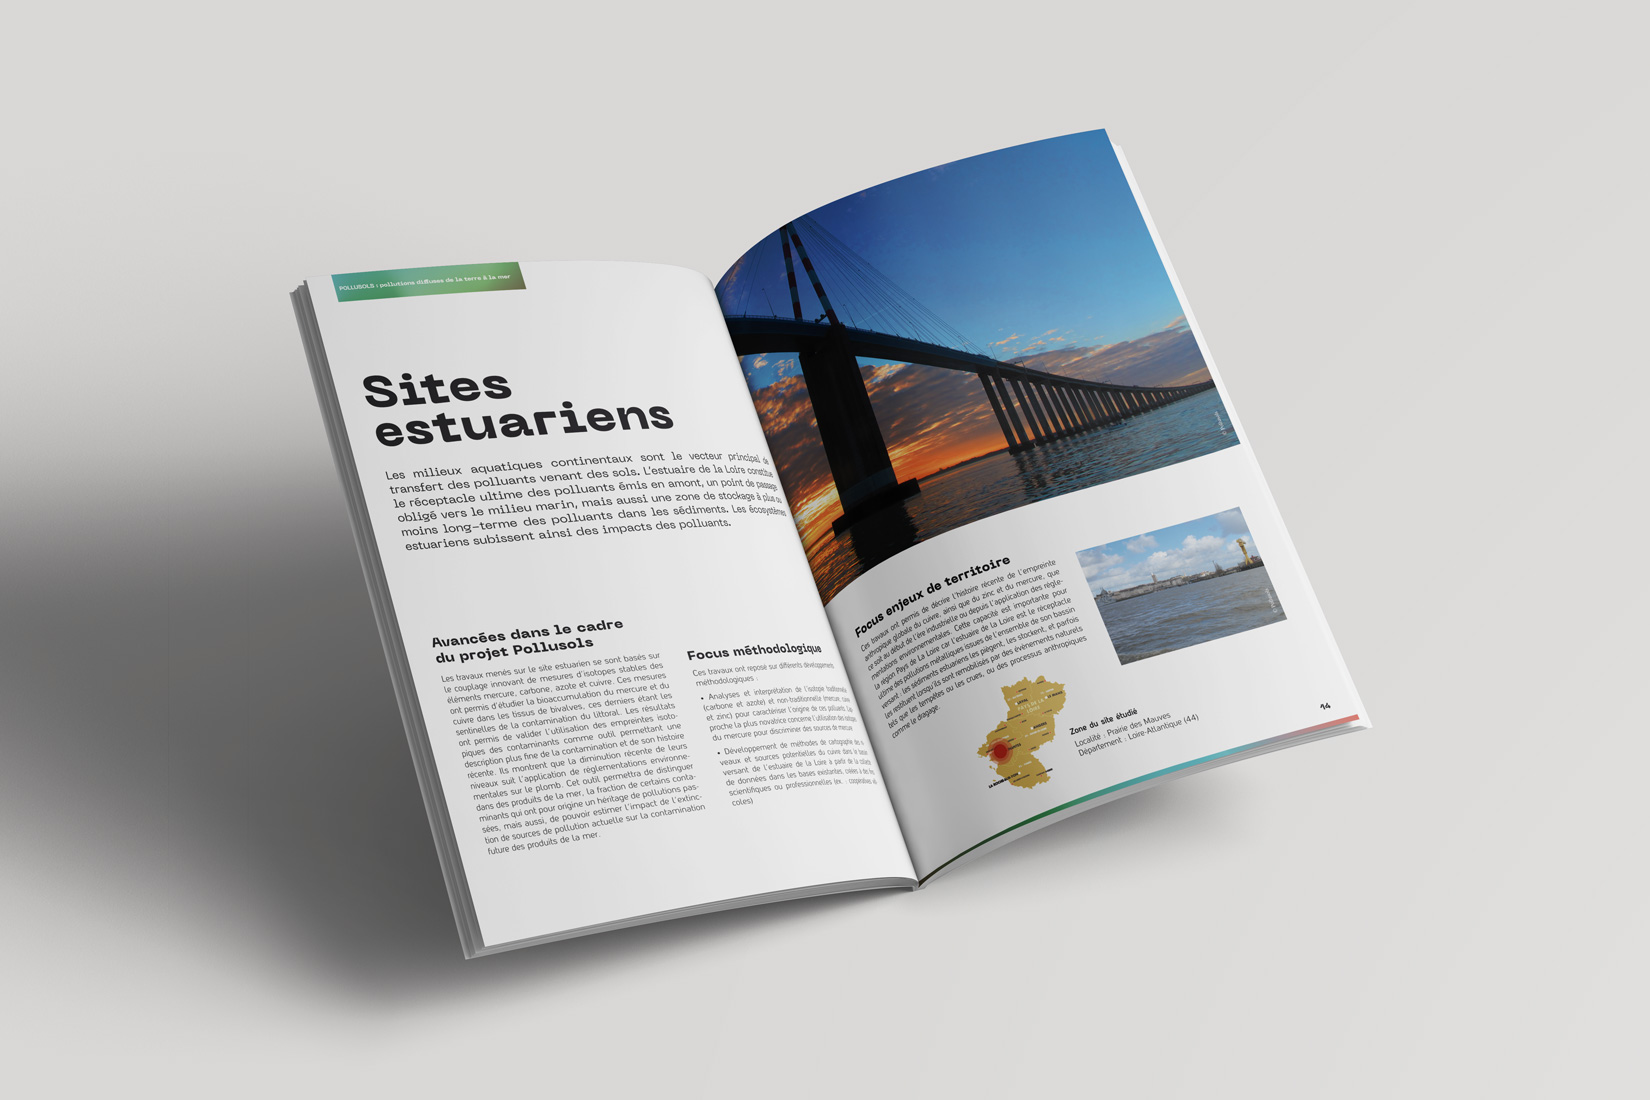 POLLUSOLS : pollutions diffuses de la terre à la mer
Sites
estuariens
Les milieux aquatiques continentaux sont le vecteur principal de
transfert des polluants venant des sols. L'estuaire de la Loire constitue
le réceptacle ultime des polluants émis en amont, un point de passage
obligé vers le milieu marin, mais aussi une zone de stockage à plus ou
moins long-terme des polluants dans les sédiments. Les écosystèmes
estuariens subissent ainsi des impacts des polluants.
Avancées dans le cadre
du projet Pollusols
Les travaux menés sur le site estuarien se sont basés sur
le couplage innovant de mesures d'isotopes stables des
éléments mercure, carbone, azote et cuivre. Ces mesures
ont permis d'étudier la bioaccumulation du mercure et du
cuivre dans les tissus de bivalves, ces derniers étant les
sentinelles de la contamination du littoral. Les résultats
ont permis de valider l'utilisation des empreintes isoto-
piques des contaminants comme outil permettant une
description plus fine de la contamination et de son histoire
récente. Ils montrent que la diminution récente de leurs
niveaux suit l'application de réglementations environne-
mentales sur le plomb. Cet outil permettra de distinguer
dans des produits de la mer, la fraction de certains conta-
minants qui ont pour origine un héritage de pollutions pas-
sées, mais aussi, de pouvoir estimer l'impact de l'extinc-
tion de sources de pollution actuelle sur la contamination
future des produits de la mer.
Focus méthodologique
Ces travaux ont reposé sur différents développements
méthodologiques :
• Analyses et interprétation de l'isotopie traditionnelle
(carbone et azote) et non-traditionnelle (mercure, cuivre
et zinc) pour caractériser l'origine de ces polluants. L'ap-
proche la plus novatrice concerne l'utilisation des isotopes
du mercure pour discriminer des sources de mercure
• Développement de méthodes de cartographie de
veaux et sources potentielles du cuivre dans le bassin
versant de l'estuaire de la Loire à partir de la collecte
de données dans les bases existantes, créées à des fins
scientifiques ou professionnelles (ex. : coopératives
coles)
Focus enjeux de territoire
Ces travaux ont permis de décrire l'histoire récente de l'empreinte
anthropique globale du cuivre, ainsi que du zinc et du mercure, que
ce soit au début de l'ère industrielle ou depuis l'application des régle-
mentations environnementales. Cette capacité est importante pour
la région Pays de La Loire car l'estuaire de la Loire est le réceptacle
ultime des pollutions métalliques issues de l'ensemble de son bassin
versant : les sédiments estuariens les piègent, les stockent, et parfois
les restituent lorsqu'ils sont remobilisés par des évènements naturels
tels que les tempêtes ou les crues, ou des processus anthropiques
comme le dragage.
Zone du site étudié
Localité : Prairie des Mauves
Département : Loire-Atlantique (44)
14